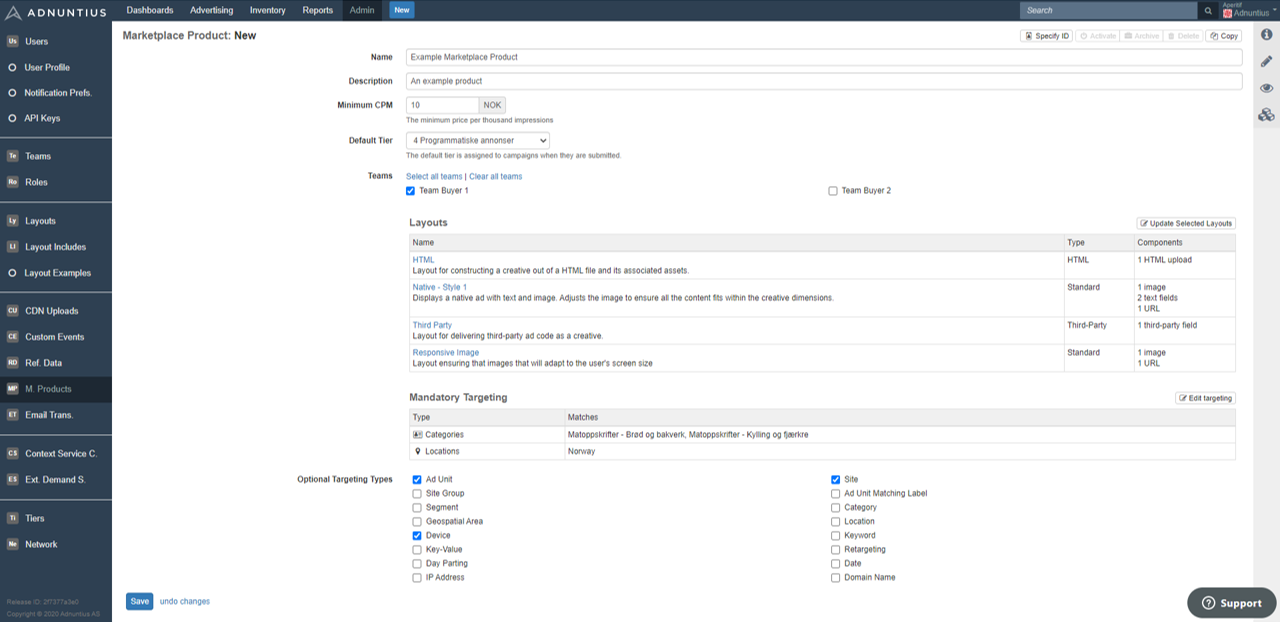 ADNUNTIUS
Dashboards Advertising Inventory Reports Admin New
Search
Apertif
Adnuntius
Us Users
User Profile
Notification Prefs.
API Keys
Te Teams
Ro Roles
Ly Layouts
LI Layout Includes
Layout Examples
CU CDN Uploads
CE Custom Events
RD Ref. Data
MP M. Products
ET Email Trans.
CS Context Service C.
ES Ext. Demand S.
Ti Tiers
Ne Network
Release ID: 2f7377a3a0
Copyright © 2020 Adnuntius AS
Marketplace Product: New
Specify ID Activate Archive Delete Copy
Name Example Marketplace Product
Description An example product
Minimum CPM 10 NOK
The minimum price per thousand impressions
Default Tier 4 Programmatiske annonser
The default tier is assigned to campaigns when they are submitted.
Teams Select all teams | Clear all teams
Team Buyer 1 Team Buyer 2
Layouts Update Selected Layouts
Name Type Components
HTML HTML 1 HTML upload
Layout for constructing a creative out of a HTML file and its associated assets.
Native - Style 1 Standard 1 image
Displays a native ad with text and image. Adjusts the image to ensure all the content fits within the creative dimensions. 2 text fields
1 URL
Third Party Third-Party 1 third-party field
Layout for delivering third-party ad code as a creative.
Responsive Image Standard 1 image
Layout ensuring that images that will adapt to the user's screen size 1 URL
Mandatory Targeting Edit targeting
Type Matches
Categories Matoppskrifter - Brød og bakverk, Matoppskrifter - Kylling og fjærkre
Locations Norway
Optional Targeting Types Ad Unit Site
Site Group Ad Unit Matching Label
Segment Category
Geospatial Area Location
Device Keyword
Key-Value Retargeting
Day Parting Date
IP Address Domain Name
Save undo changes
Support